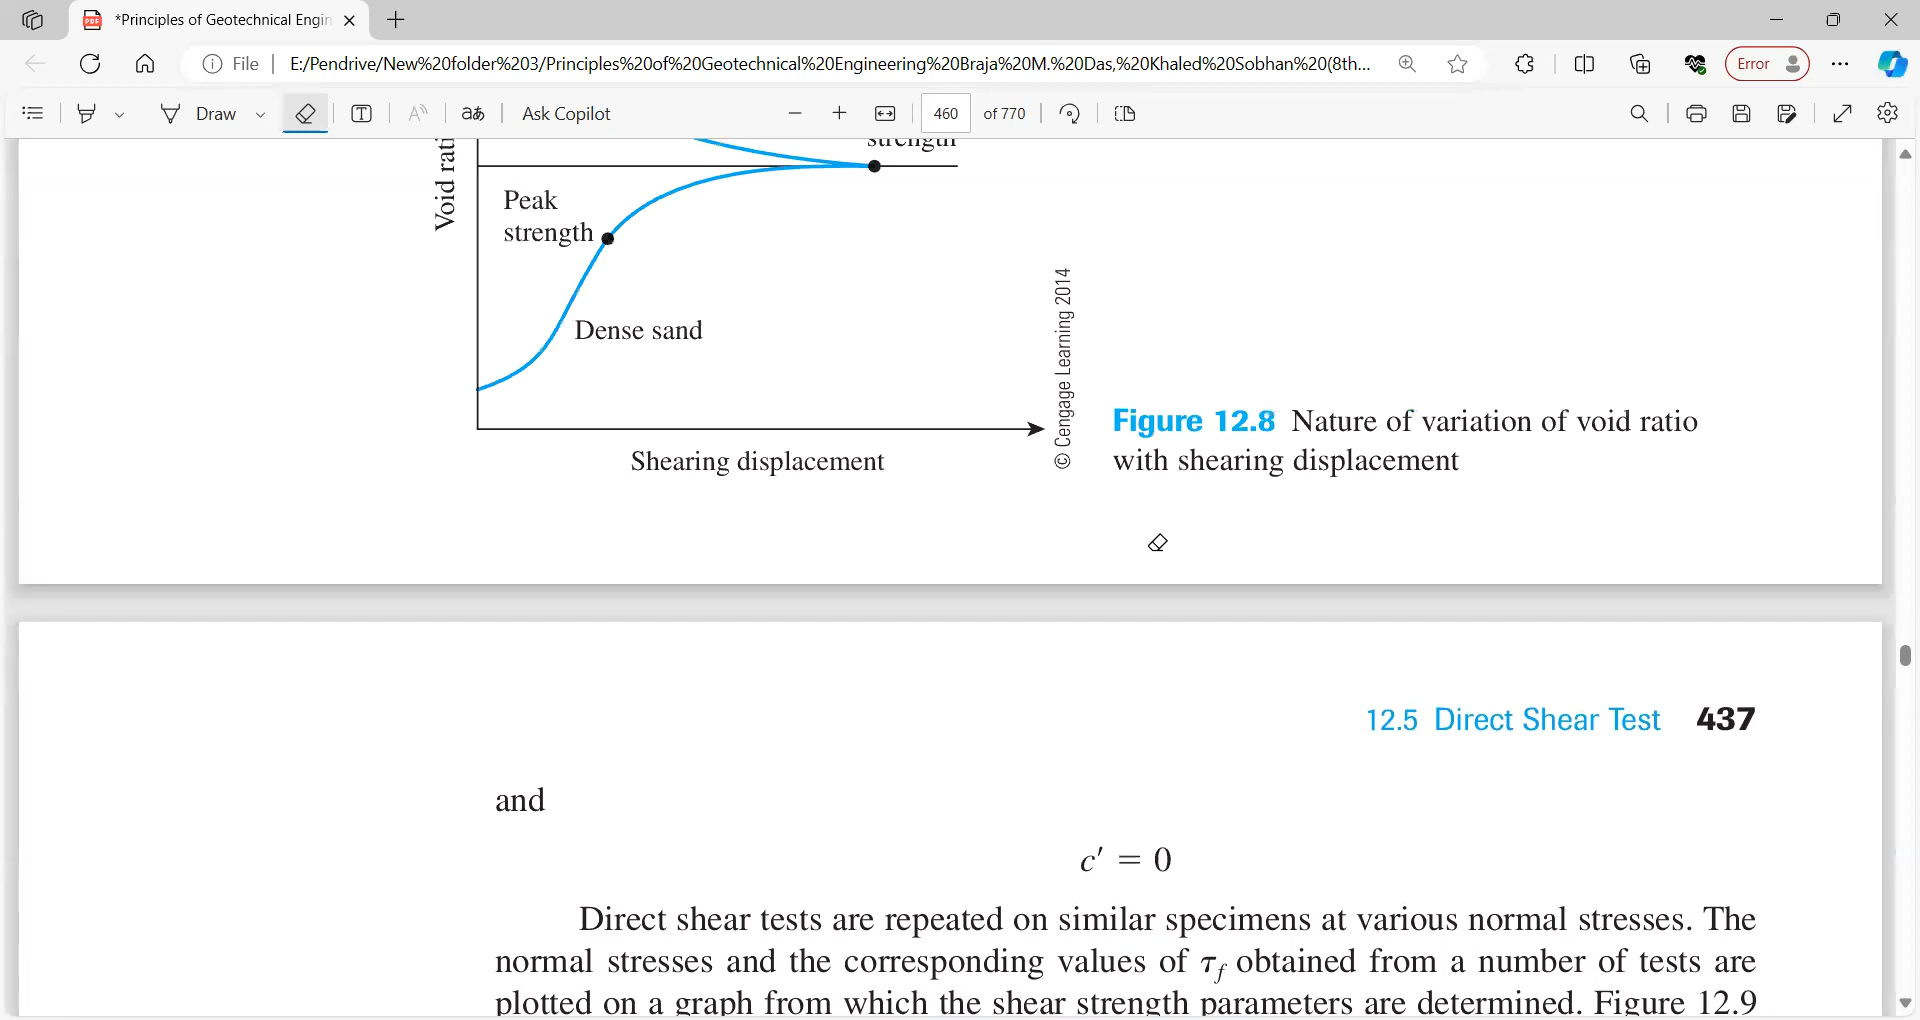 *Principles of Geotechnical Engin
File
E:/Pendrive/New%20folder%203/Principles%20of%20Geotechnical%20Engineering%20Braja%20M.%20Das,%20Khaled%20Sobhan%20(8th...
Error
Draw
Ask Copilot
460 of 770
strength
Void rati
Peak
strength
Dense sand
Shearing displacement
© Cengage Learning 2014
Figure 12.8 Nature of variation of void ratio
with shearing displacement
12.5 Direct Shear Test 437
and
c′ = 0
Direct shear tests are repeated on similar specimens at various normal stresses. The
normal stresses and the corresponding values of τf obtained from a number of tests are
plotted on a graph from which the shear strength parameters are determined. Figure 12.9